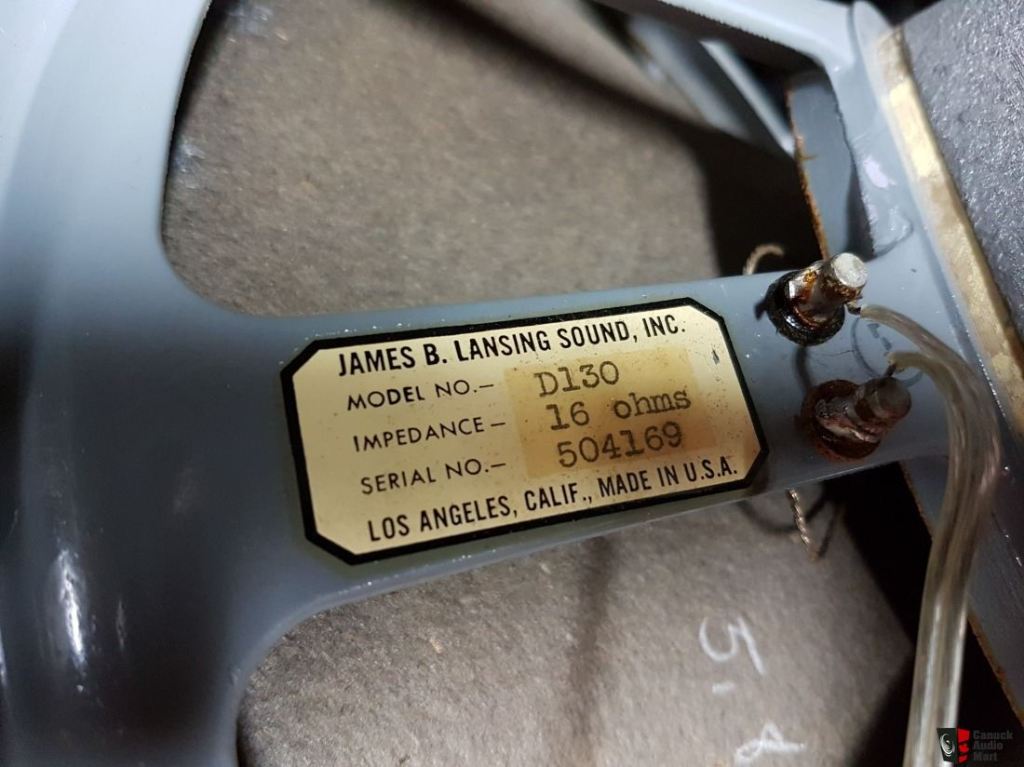 JAMES B. LANSING SOUND, INC.
MODEL NO.— D130
IMPEDANCE — 16 ohms
SERIAL NO.— 504169
LOS ANGELES, CALIF., MADE IN U.S.A.
Canuck
Audio
Mart